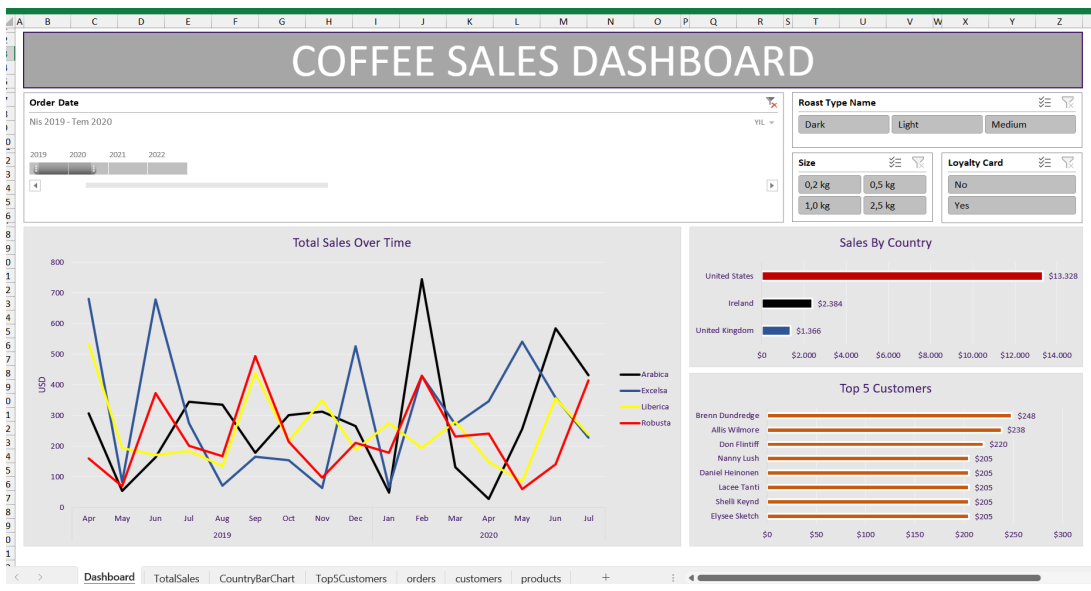 A B C D E F G H I J K L M N O P Q R S T U V W X Y Z
COFFEE SALES DASHBOARD
Order Date
Nis 2019 - Tem 2020
YIL
2019 2020 2021 2022
Roast Type Name
Dark Light Medium
Size
0,2 kg 0,5 kg
1,0 kg 2,5 kg
Loyalty Card
No
Yes
Total Sales Over Time
USD
800
700
600
500
400
300
200
100
0
Apr May Jun Jul Aug Sep Oct Nov Dec Jan Feb Mar Apr May Jun Jul
2019 2020
Arabica
Excelsa
Liberica
Robusta
Sales By Country
United States $13.328
Ireland $2.384
United Kingdom $1.366
$0 $2.000 $4.000 $6.000 $8.000 $10.000 $12.000 $14.000
Top 5 Customers
Brenn Dundredge $248
Allis Wilmore $238
Don Flintiff $220
Nanny Lush $205
Daniel Heinonen $205
Lacee Tanti $205
Shelli Keynd $205
Elysee Sketch $205
$0 $50 $100 $150 $200 $250 $300
Dashboard TotalSales CountryBarChart Top5Customers orders customers products